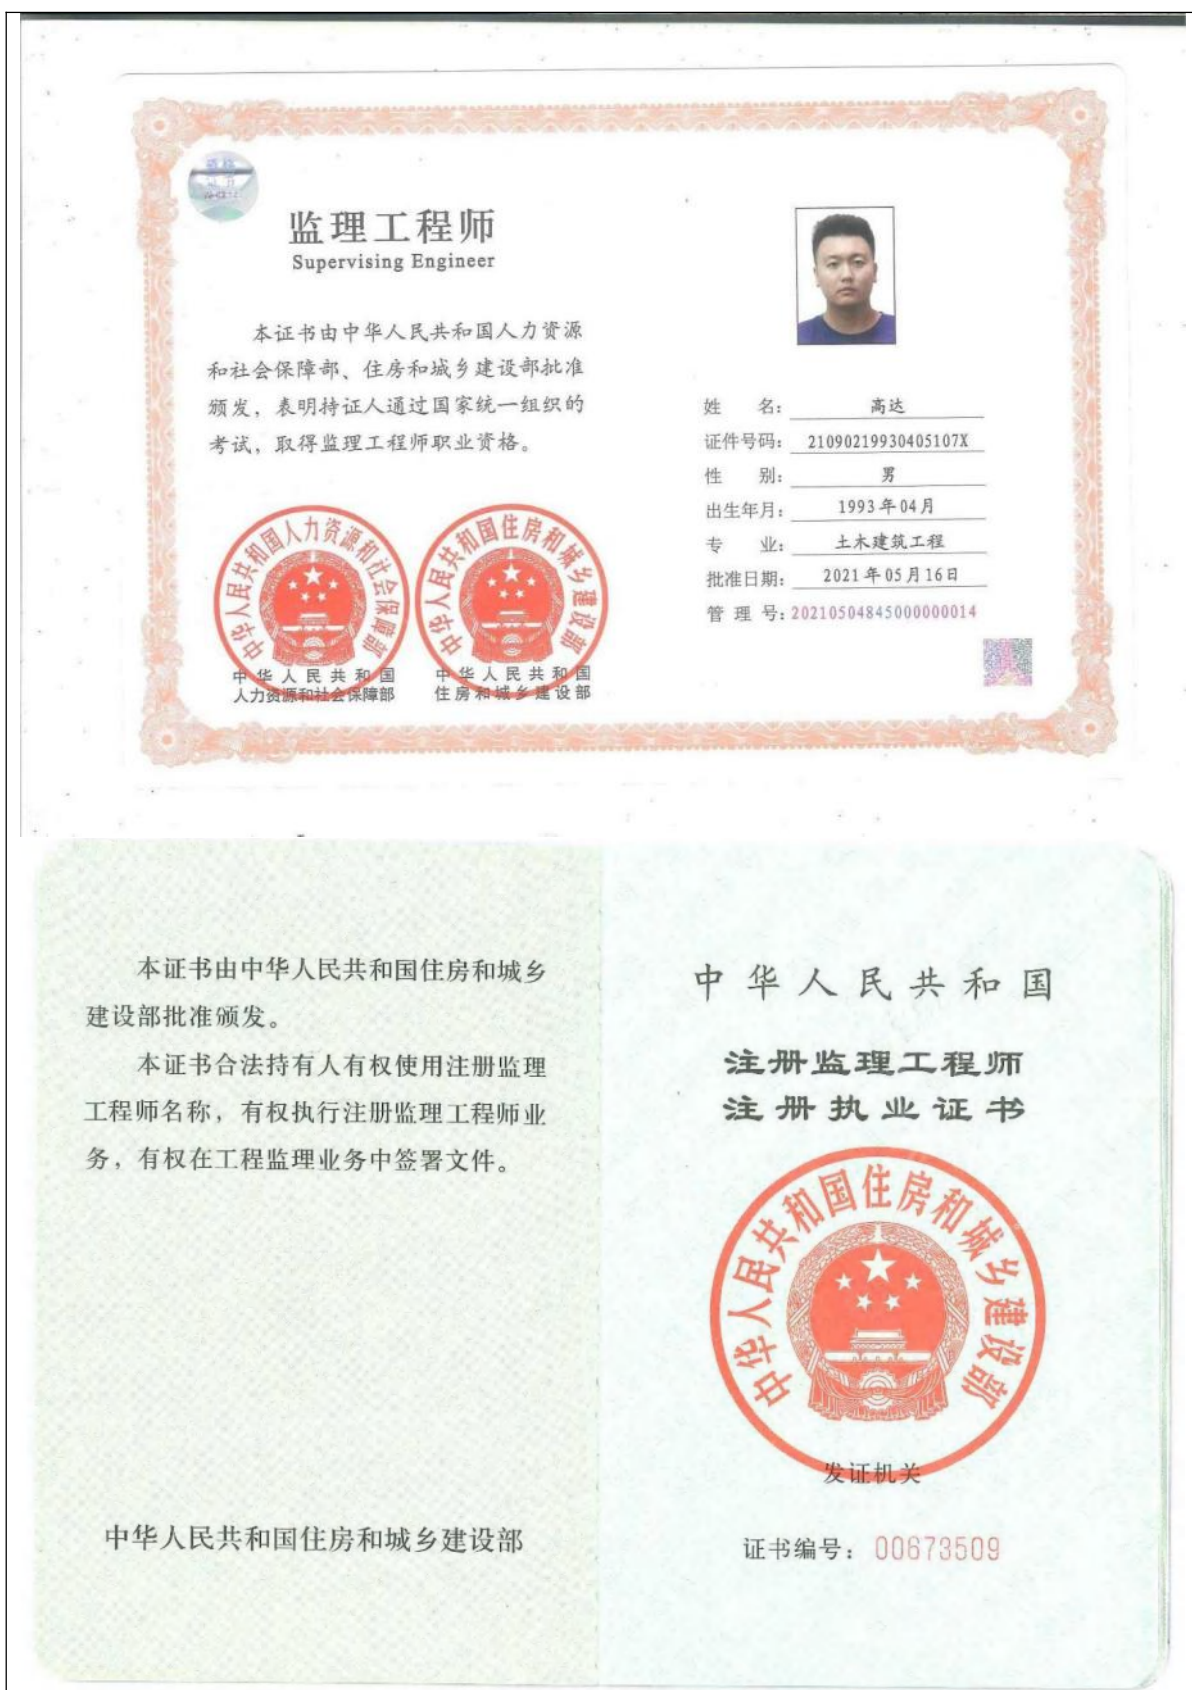 监理工程师
Supervising Engineer
本证书由中华人民共和国人力资源
和社会保障部、住房和城乡建设部批准
颁发，表明持证人通过国家统一组织的
考试，取得监理工程师职业资格。
中华人民共和国人力资源和社会保障部
中华人民共和国
人力资源和社会保障部
中华人民共和国住房和城乡建设部
中华人民共和国
住房和城乡建设部
姓 名： 高达
证件号码： 21090219930405107X
性 别： 男
出生年月： 1993年04月
专 业： 土木建筑工程
批准日期： 2021年05月16日
管 理 号：20210504845000000014
本证书由中华人民共和国住房和城乡
建设部批准颁发。
本证书合法持有人有权使用注册监理
工程师名称，有权执行注册监理工程师业
务，有权在工程监理业务中签署文件。
中华人民共和国住房和城乡建设部
中华人民共和国
注册监理工程师
注册执业证书
中华人民共和国住房和城乡建设部
发证机关
证书编号：00673509